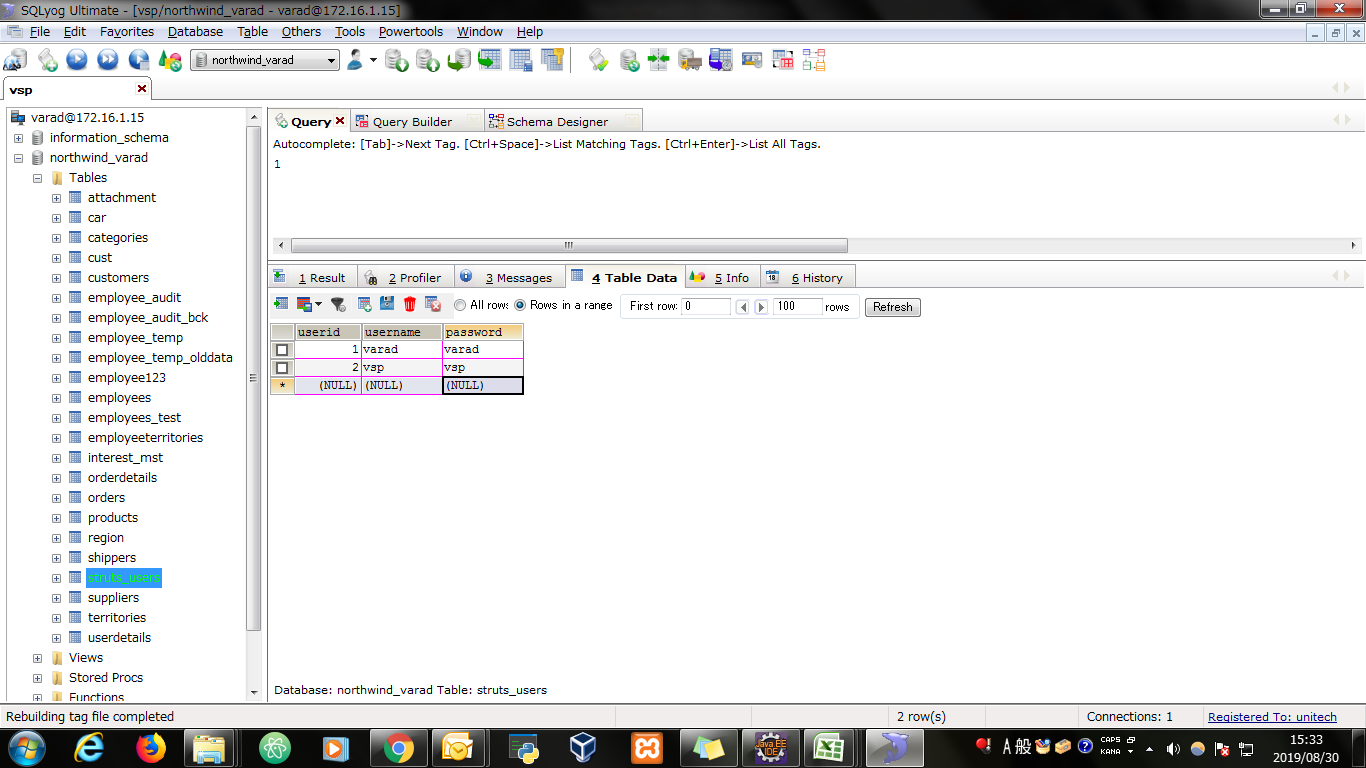 SQLyog Ultimate - [vsp/northwind_varad - varad@172.16.1.15]
File Edit Favorites Database Table Others Tools Powertools Window Help
northwind_varad
vsp
varad@172.16.1.15
information_schema
northwind_varad
Tables
attachment
car
categories
cust
customers
employee_audit
employee_audit_bck
employee_temp
employee_temp_olddata
employee123
employees
employees_test
employeeterritories
interest_mst
orderdetails
orders
products
region
shippers
struts_users
suppliers
territories
userdetails
Views
Stored Procs
Functions
Query Query Builder Schema Designer
Autocomplete: [Tab]->Next Tag. [Ctrl+Space]->List Matching Tags. [Ctrl+Enter]->List All Tags.
1
1 Result 2 Profiler 3 Messages 4 Table Data 5 Info 6 History
All rows Rows in a range First row: 0 100 rows Refresh
userid username password
1 varad varad
2 vsp vsp
* (NULL) (NULL) (NULL)
Database: northwind_varad Table: struts_users
Rebuilding tag file completed 2 row(s) Connections: 1 Registered To: unitech
Java EE IDE A 般 CAPS KANA 15:33
2019/08/30